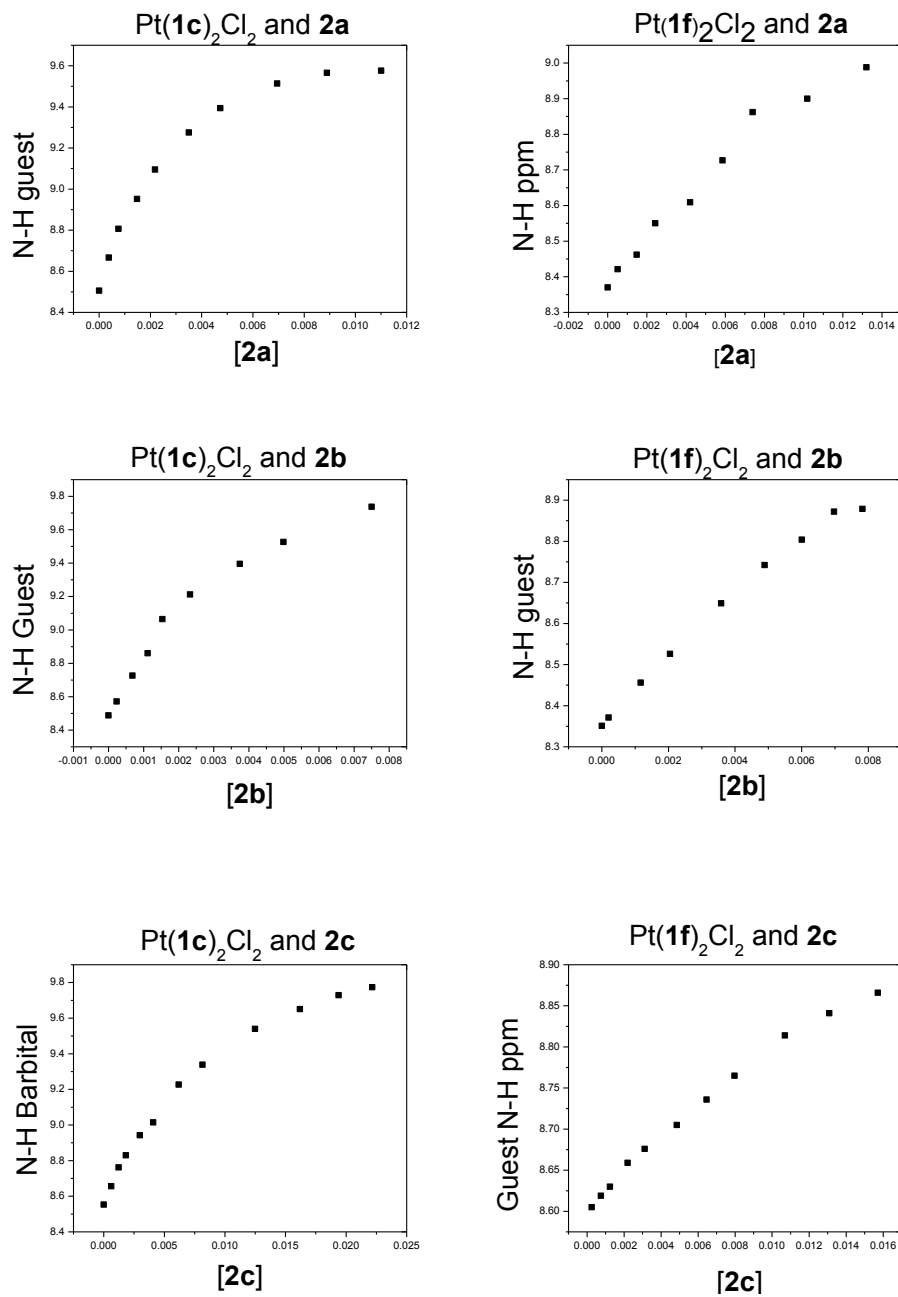 Pt(1c)2Cl2 and 2a
N-H guest
9.6
9.4
9.2
9.0
8.8
8.6
8.4
0.000 0.002 0.004 0.006 0.008 0.010 0.012
[2a]
Pt(1f)2Cl2 and 2a
N-H ppm
9.0
8.9
8.8
8.7
8.6
8.5
8.4
8.3
-0.002 0.000 0.002 0.004 0.006 0.008 0.010 0.012 0.014
[2a]
Pt(1c)2Cl2 and 2b
N-H Guest
9.8
9.6
9.4
9.2
9.0
8.8
8.6
8.4
-0.001 0.000 0.001 0.002 0.003 0.004 0.005 0.006 0.007 0.008
[2b]
Pt(1f)2Cl2 and 2b
N-H guest
8.9
8.8
8.7
8.6
8.5
8.4
8.3
0.000 0.002 0.004 0.006 0.008
[2b]
Pt(1c)2Cl2 and 2c
N-H Barbital
9.8
9.6
9.4
9.2
9.0
8.8
8.6
8.4
0.000 0.005 0.010 0.015 0.020 0.025
[2c]
Pt(1f)2Cl2 and 2c
Guest N-H ppm
8.90
8.85
8.80
8.75
8.70
8.65
8.60
0.000 0.002 0.004 0.006 0.008 0.010 0.012 0.014 0.016
[2c]